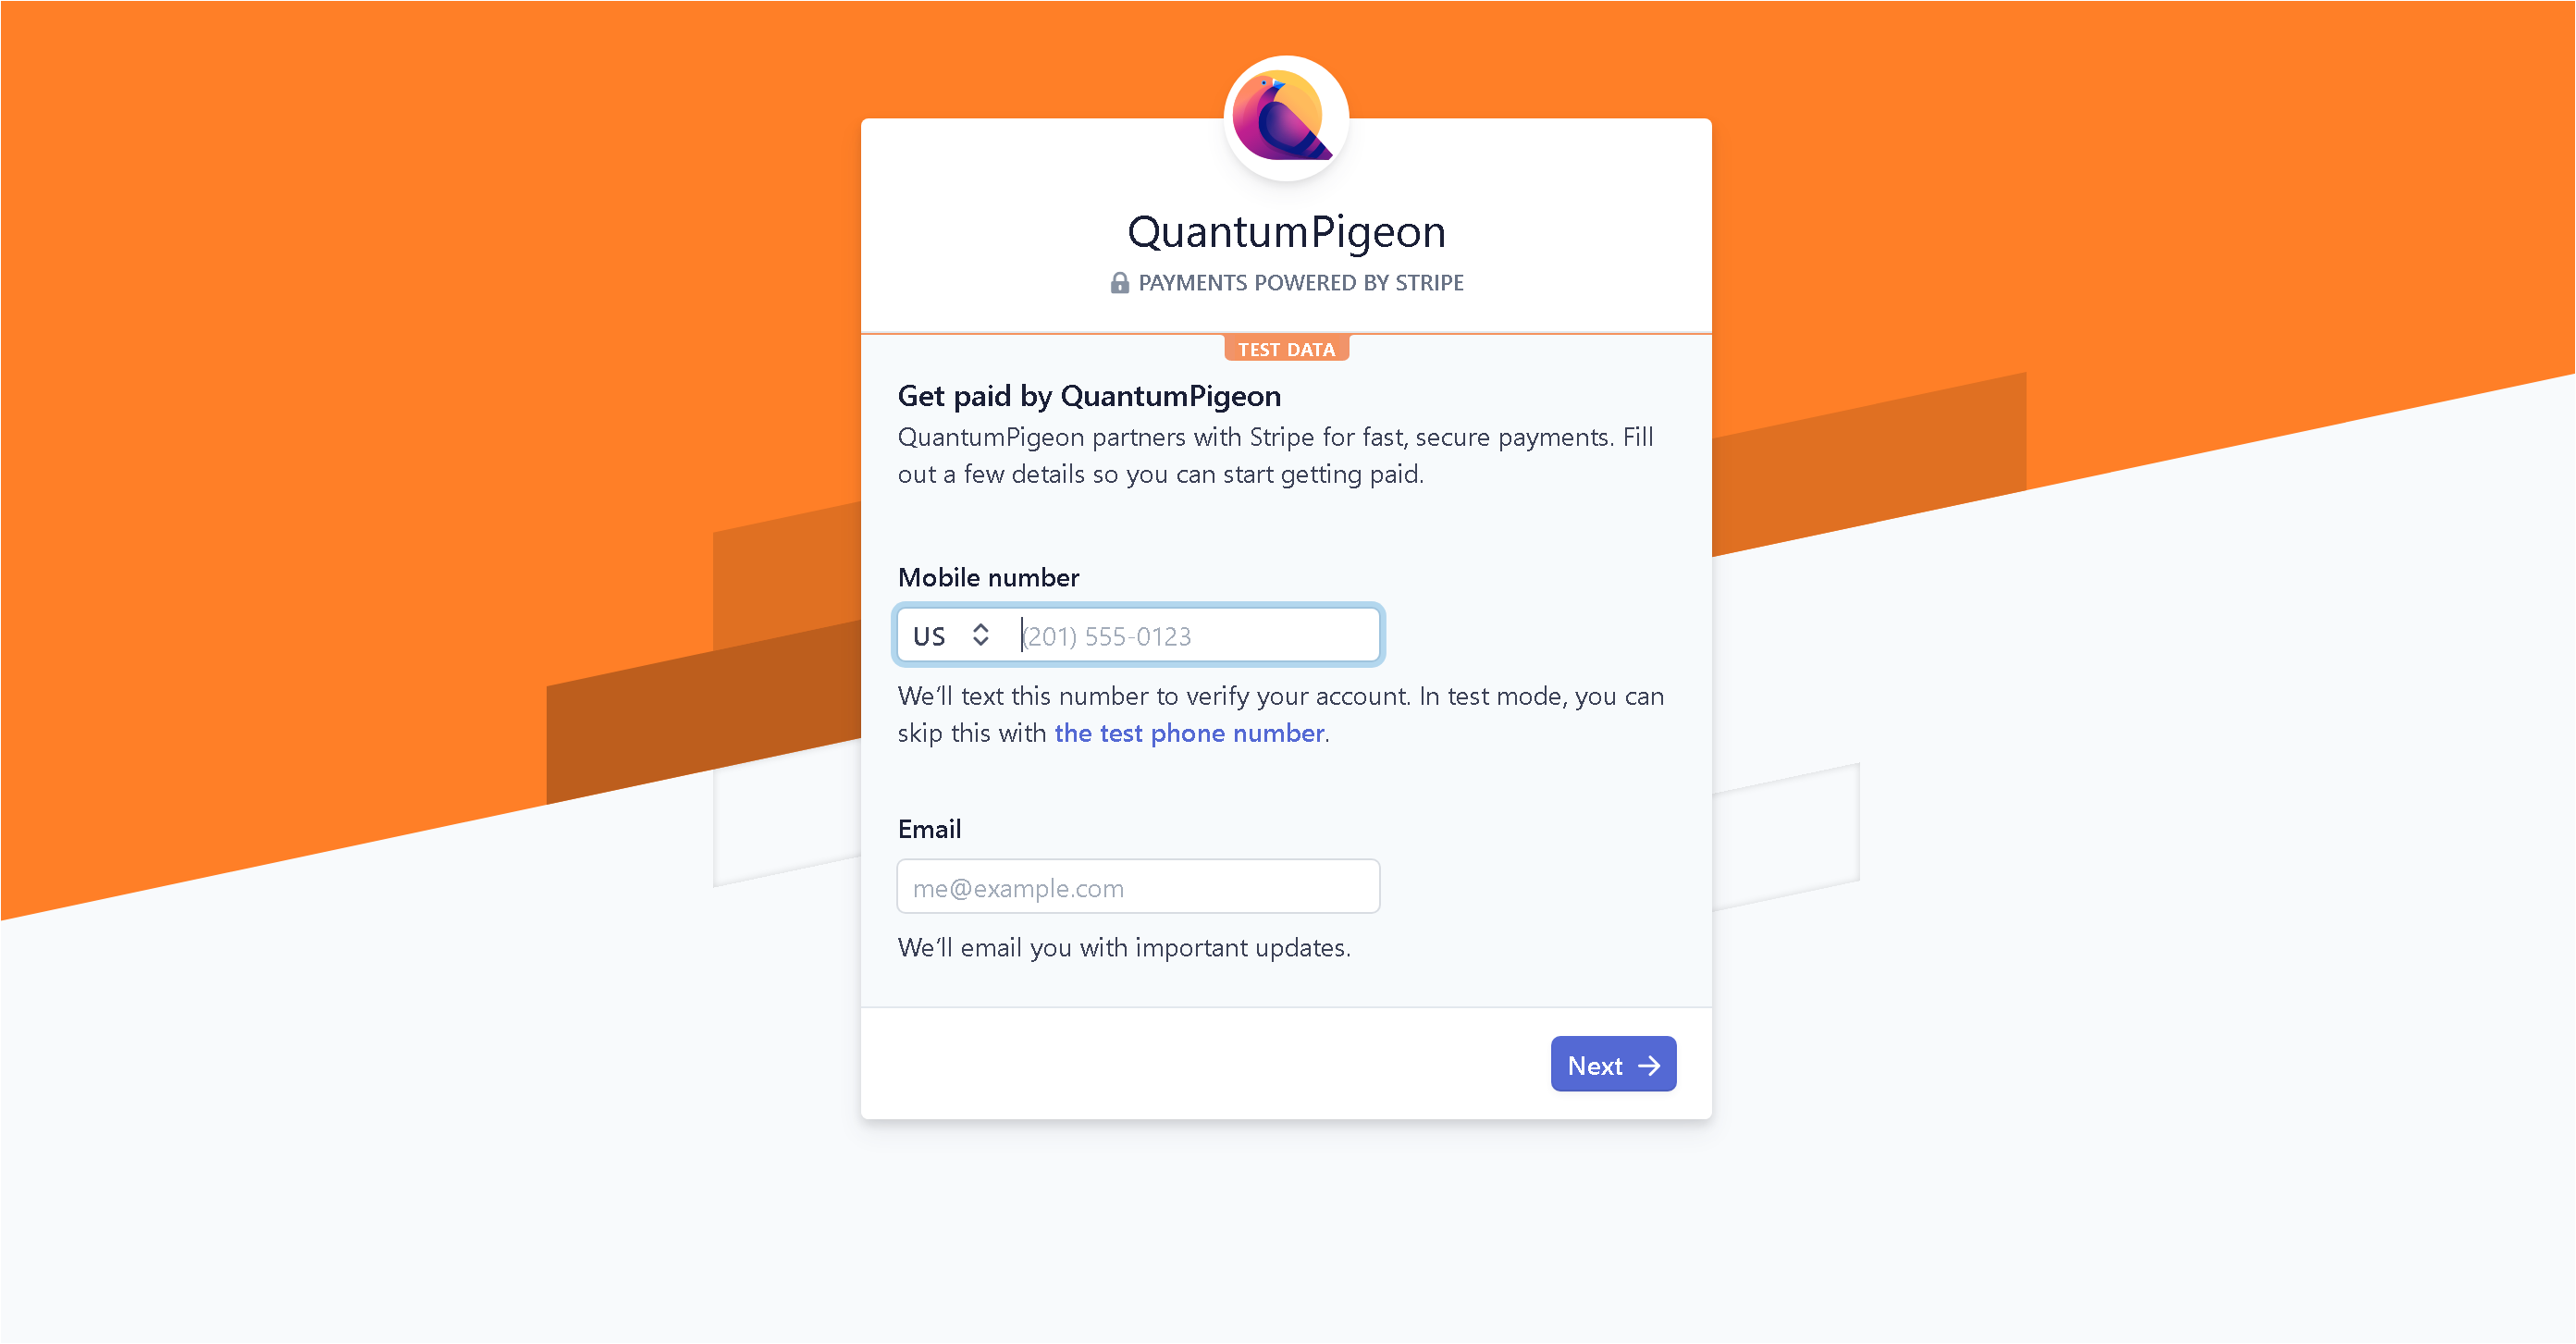 QuantumPigeon
PAYMENTS POWERED BY STRIPE
TEST DATA
Get paid by QuantumPigeon
QuantumPigeon partners with Stripe for fast, secure payments. Fill
out a few details so you can start getting paid.
Mobile number
US (201) 555-0123
We’ll text this number to verify your account. In test mode, you can
skip this with the test phone number.
Email
me@example.com
We’ll email you with important updates.
Next